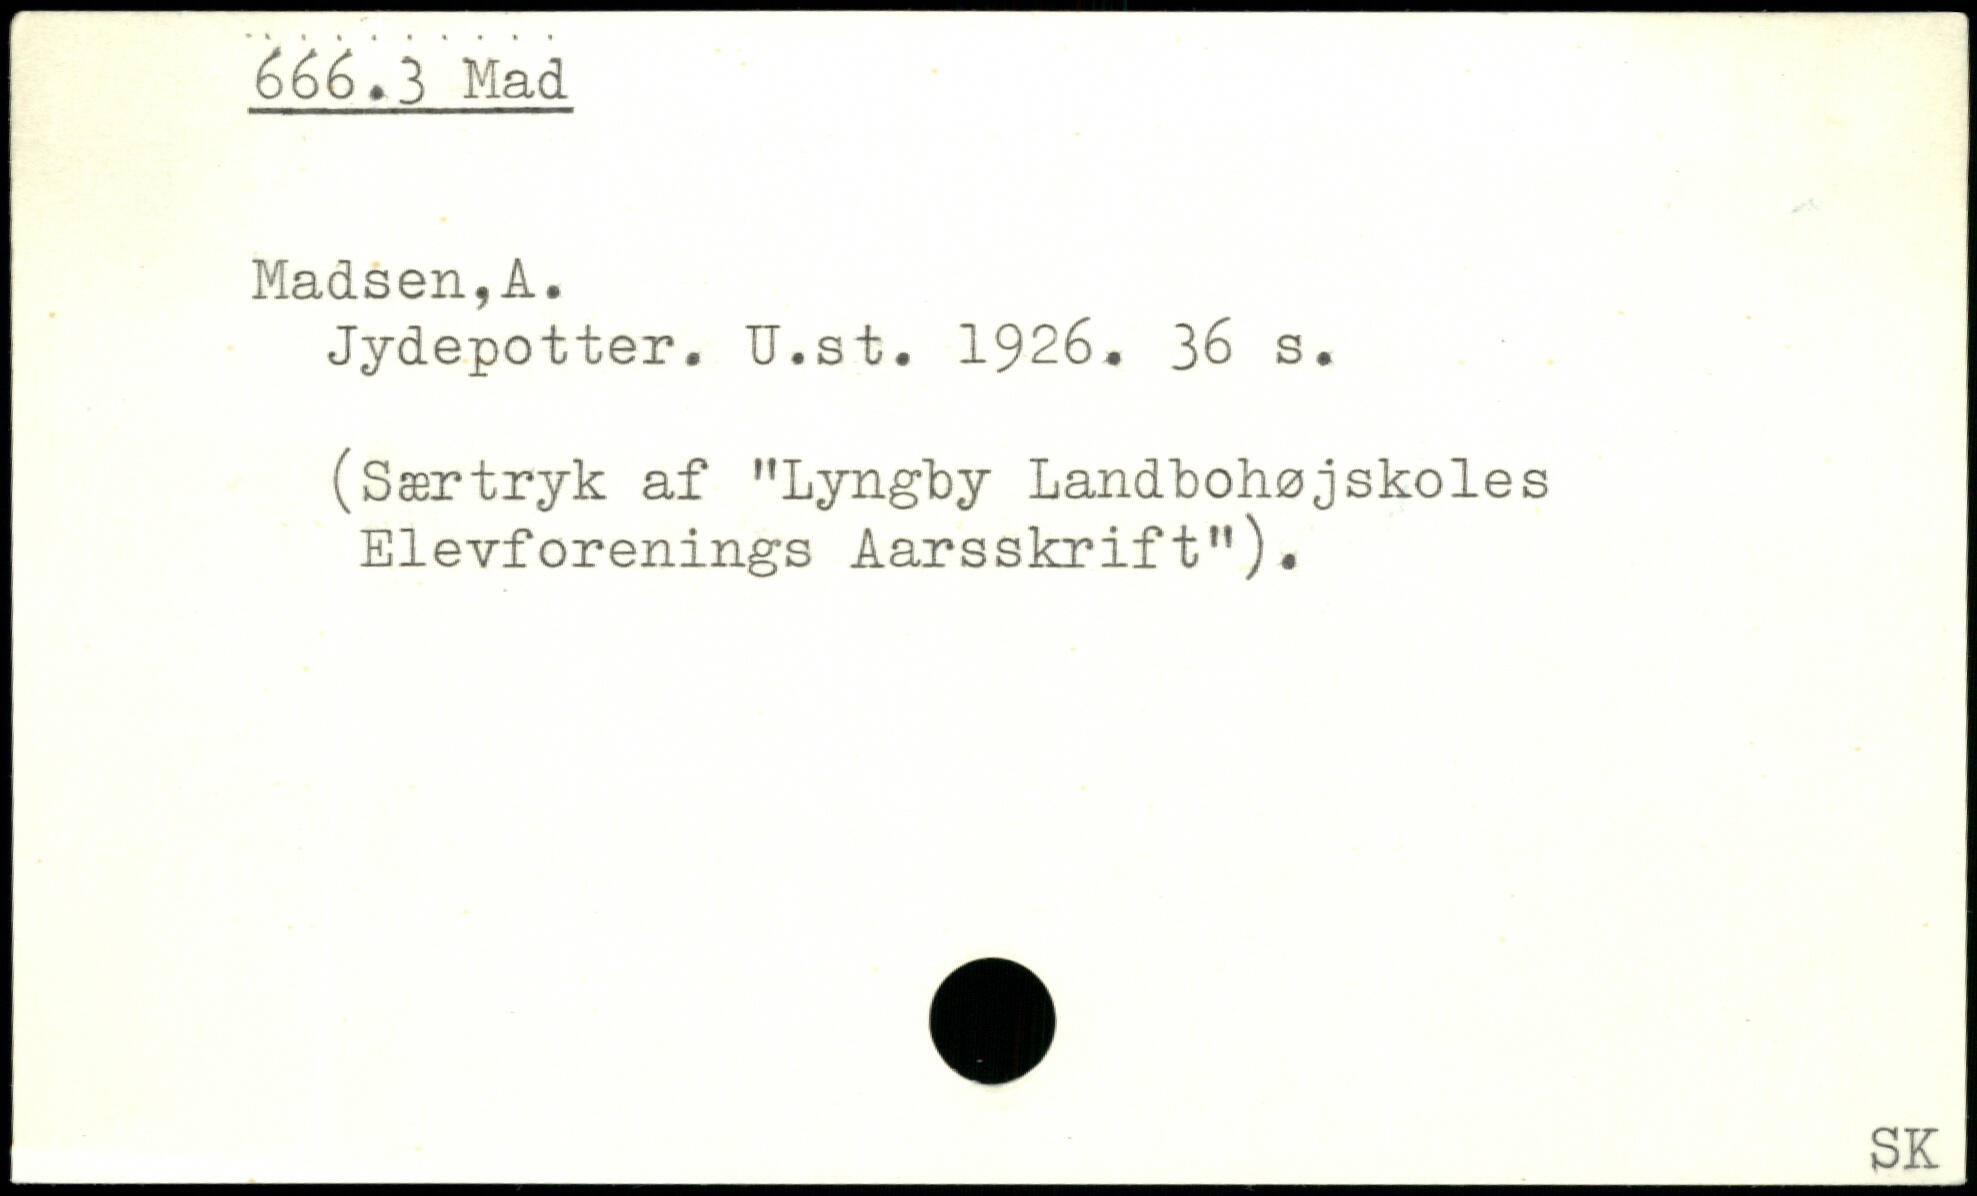 666.3 Mad
Madsen,A.
Jydepotter. U.st. 1926. 36 s.
(Særtryk af "Lyngby Landbohøjskoles
Elevforenings Aarsskrift").
SK